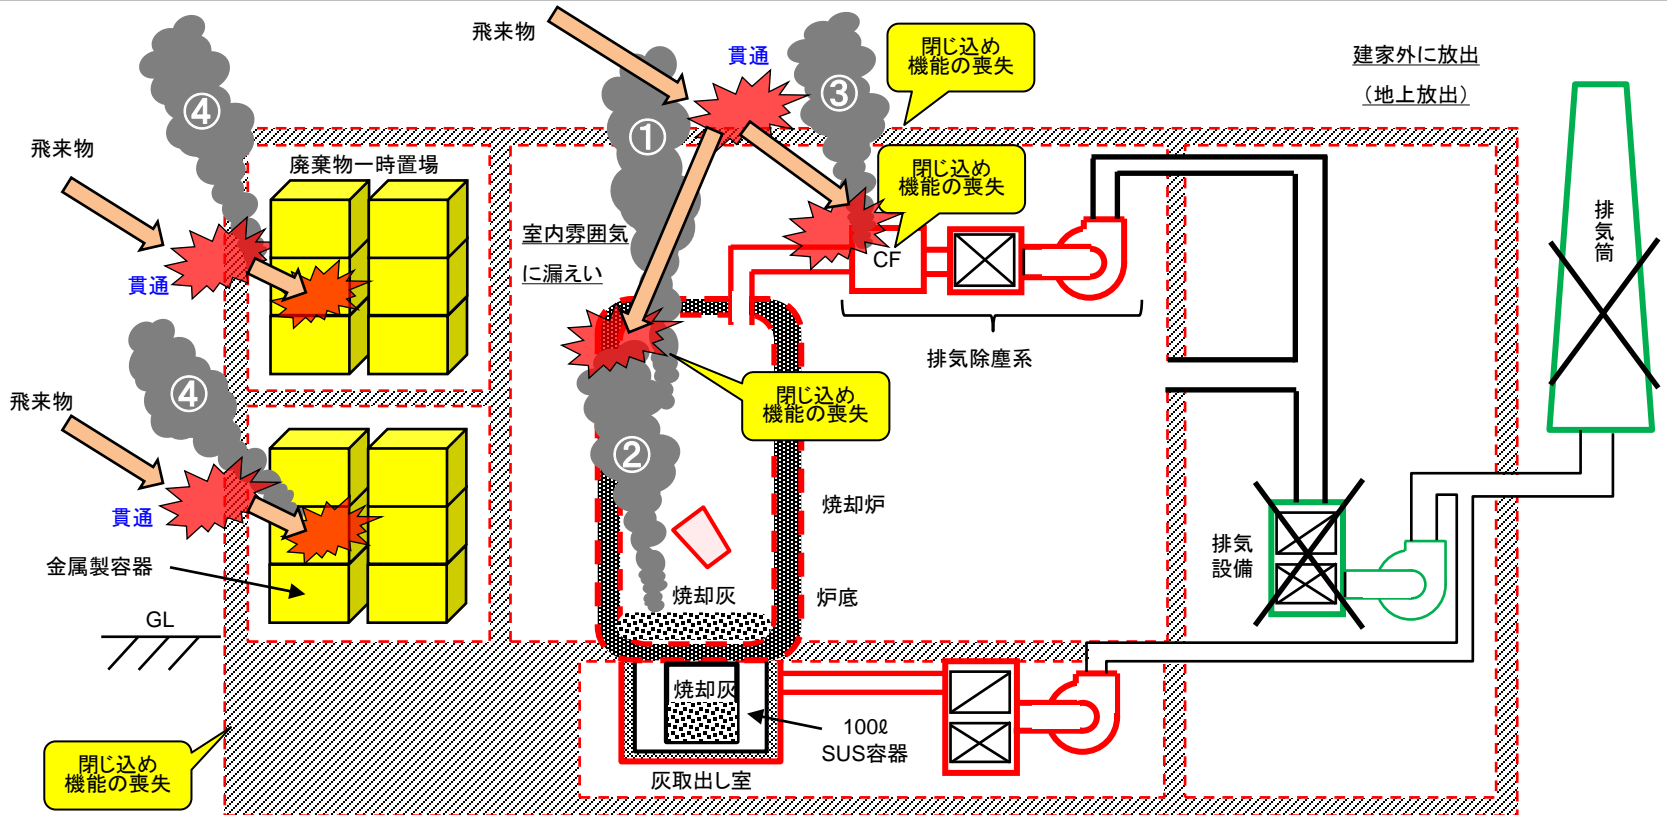 飛来物
貫通
③
閉じ込め
機能の喪失
建家外に放出
（地上放出）
④
①
飛来物
廃棄物一時置場
閉じ込め
機能の喪失
室内雰囲気
に漏えい
CF
排気筒
貫通
排気除塵系
飛来物
④
閉じ込め
機能の喪失
②
貫通
焼却炉
排気
設備
金属製容器
焼却灰
炉底
GL
焼却灰
100ℓ
SUS容器
灰取出し室
閉じ込め
機能の喪失